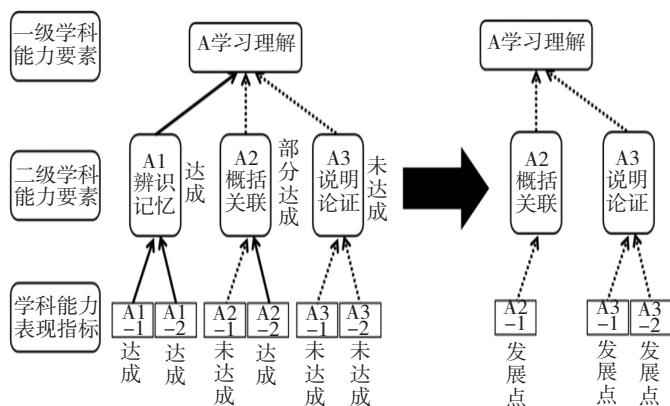 一级学科
能力要素
A学习理解
A学习理解
二级学科
能力要素
A1
辨识
记忆
达成
A2
概括
关联
部分达成
A3
说明
论证
未达成
A2
概括
关联
A3
说明
论证
学科能力
表现指标
A1
-1
达成
A1
-2
达成
A2
-1
未达成
A2
-2
达成
A3
-1
未达成
A3
-2
未达成
A2
-1
发展点
A3
-1
发展点
A3
-2
发展点